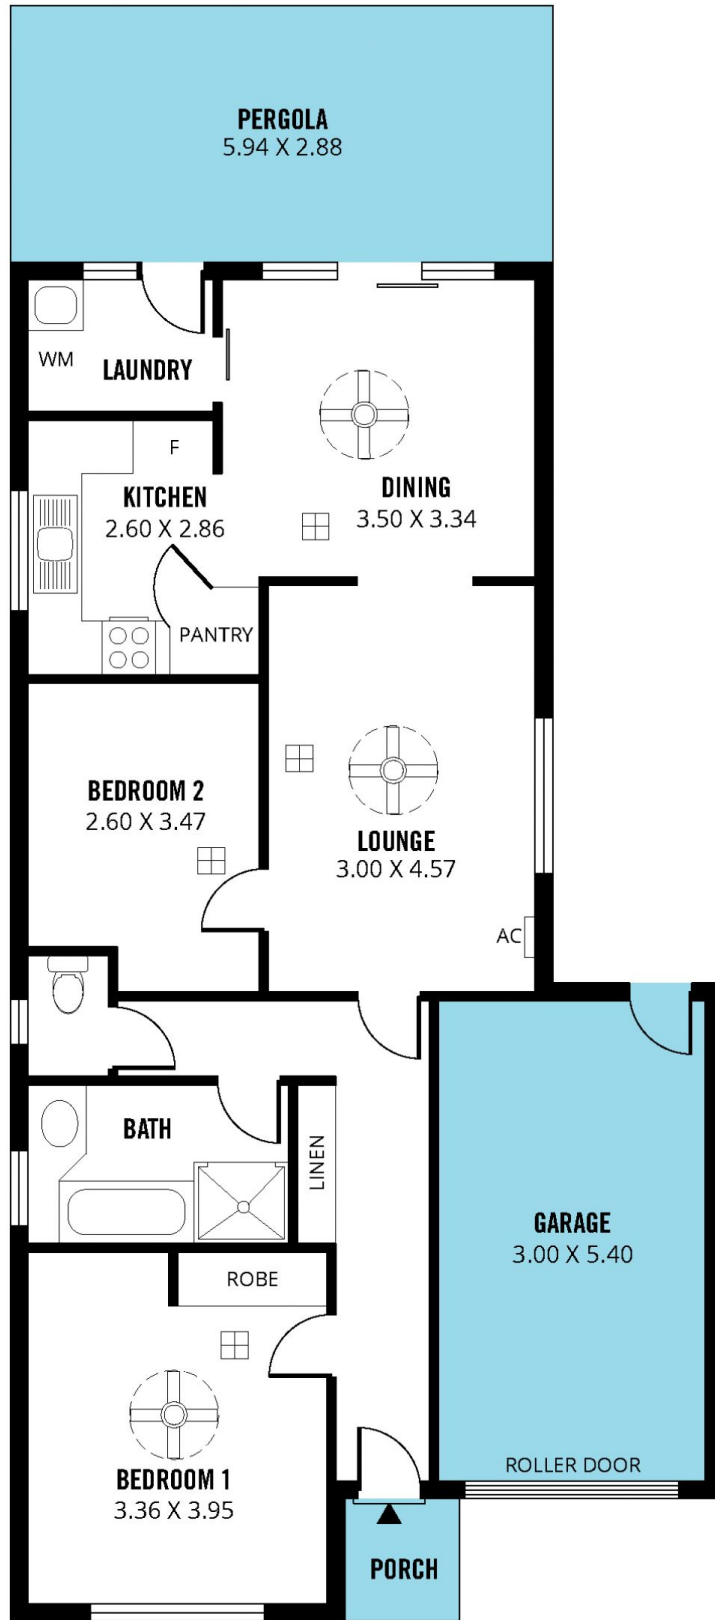 PERGOLA
5.94 X 2.88
WM
LAUNDRY
F
KITCHEN
2.60 X 2.86
DINING
3.50 X 3.34
PANTRY
BEDROOM 2
2.60 X 3.47
LOUNGE
3.00 X 4.57
AC
BATH
LINEN
GARAGE
3.00 X 5.40
ROBE
BEDROOM 1
3.36 X 3.95
ROLLER DOOR
PORCH